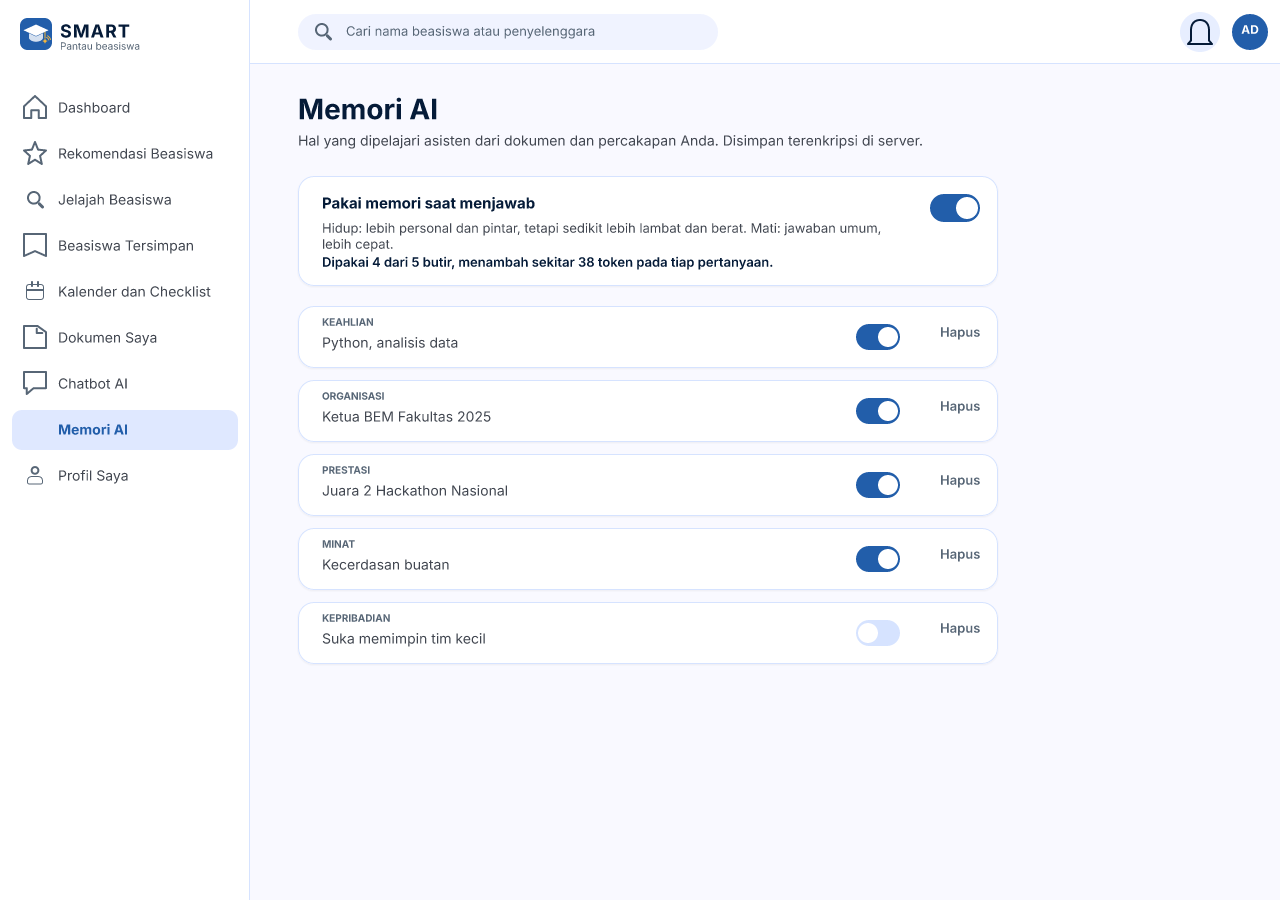 SMART
Pantau beasiswa
Cari nama beasiswa atau penyelenggara
AD
Dashboard
Rekomendasi Beasiswa
Jelajah Beasiswa
Beasiswa Tersimpan
Kalender dan Checklist
Dokumen Saya
Chatbot AI
Memori AI
Profil Saya
Memori AI
Hal yang dipelajari asisten dari dokumen dan percakapan Anda. Disimpan terenkripsi di server.
Pakai memori saat menjawab
Hidup: lebih personal dan pintar, tetapi sedikit lebih lambat dan berat. Mati: jawaban umum,
lebih cepat.
Dipakai 4 dari 5 butir, menambah sekitar 38 token pada tiap pertanyaan.
KEAHLIAN
Python, analisis data
Hapus
ORGANISASI
Ketua BEM Fakultas 2025
Hapus
PRESTASI
Juara 2 Hackathon Nasional
Hapus
MINAT
Kecerdasan buatan
Hapus
KEPRIBADIAN
Suka memimpin tim kecil
Hapus